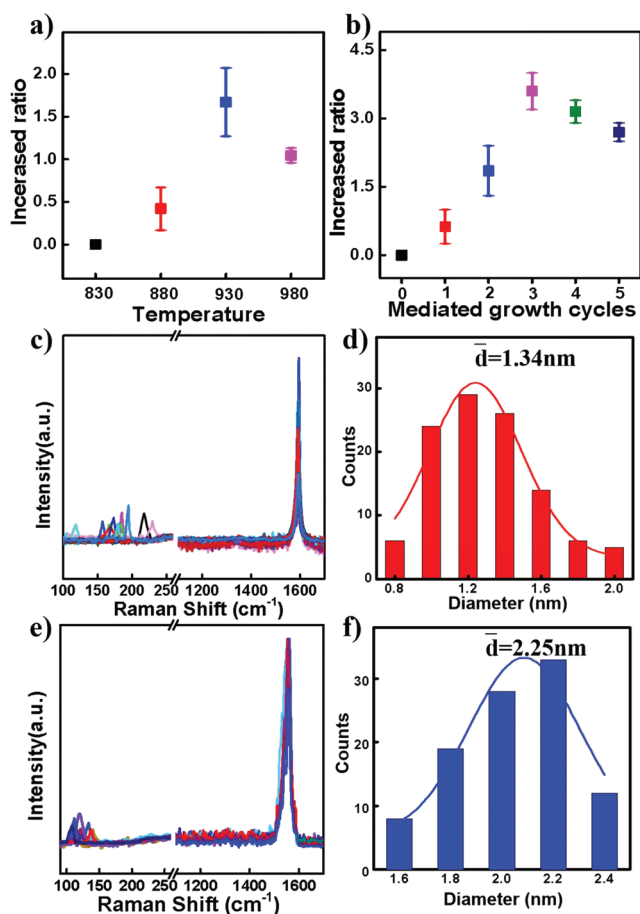 a)
Incerased ratio
2.0
1.5
1.0
0.5
0.0
830 880 930 980
Temperature
b)
Increased ratio
4.5
3.0
1.5
0.0
0 1 2 3 4 5
Mediated growth cycles
c)
Intensity(a.u.)
100 150 200 250 1200 1400 1600
Raman Shift (cm⁻¹)
d)
d̅=1.34nm
Counts
30
20
10
0
0.8 1.2 1.6 2.0
Diameter (nm)
e)
Intensity(a.u.)
100 150 200 250 1200 1400 1600
Raman Shift (cm⁻¹)
f)
d̅=2.25nm
Counts
30
20
10
0
1.6 1.8 2.0 2.2 2.4
Diameter (nm)